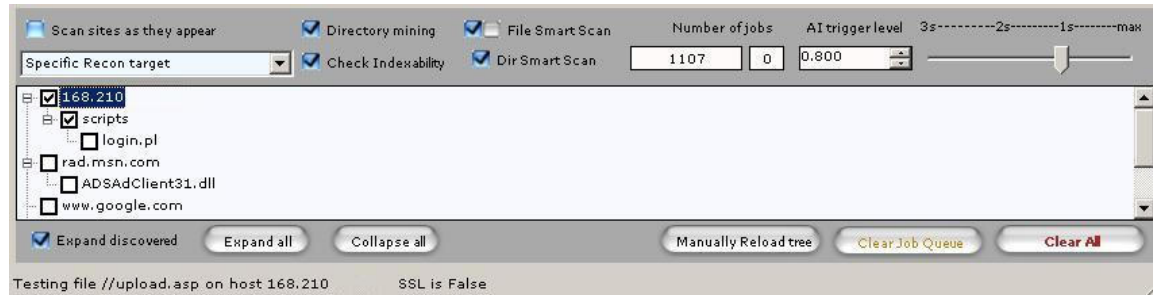 Scan sites as they appear
Directory mining
File Smart Scan
Number of jobs
AI trigger level
3s---------2s---------1s--------max
Specific Recon target
Check Indexability
Dir Smart Scan
1107
0
0.800
168.210
scripts
login.pl
rad.msn.com
ADSAdClient31.dll
www.google.com
Expand discovered
Expand all
Collapse all
Manually Reload tree
Clear Job Queue
Clear All
Testing file //upload.asp on host 168.210
SSL is False